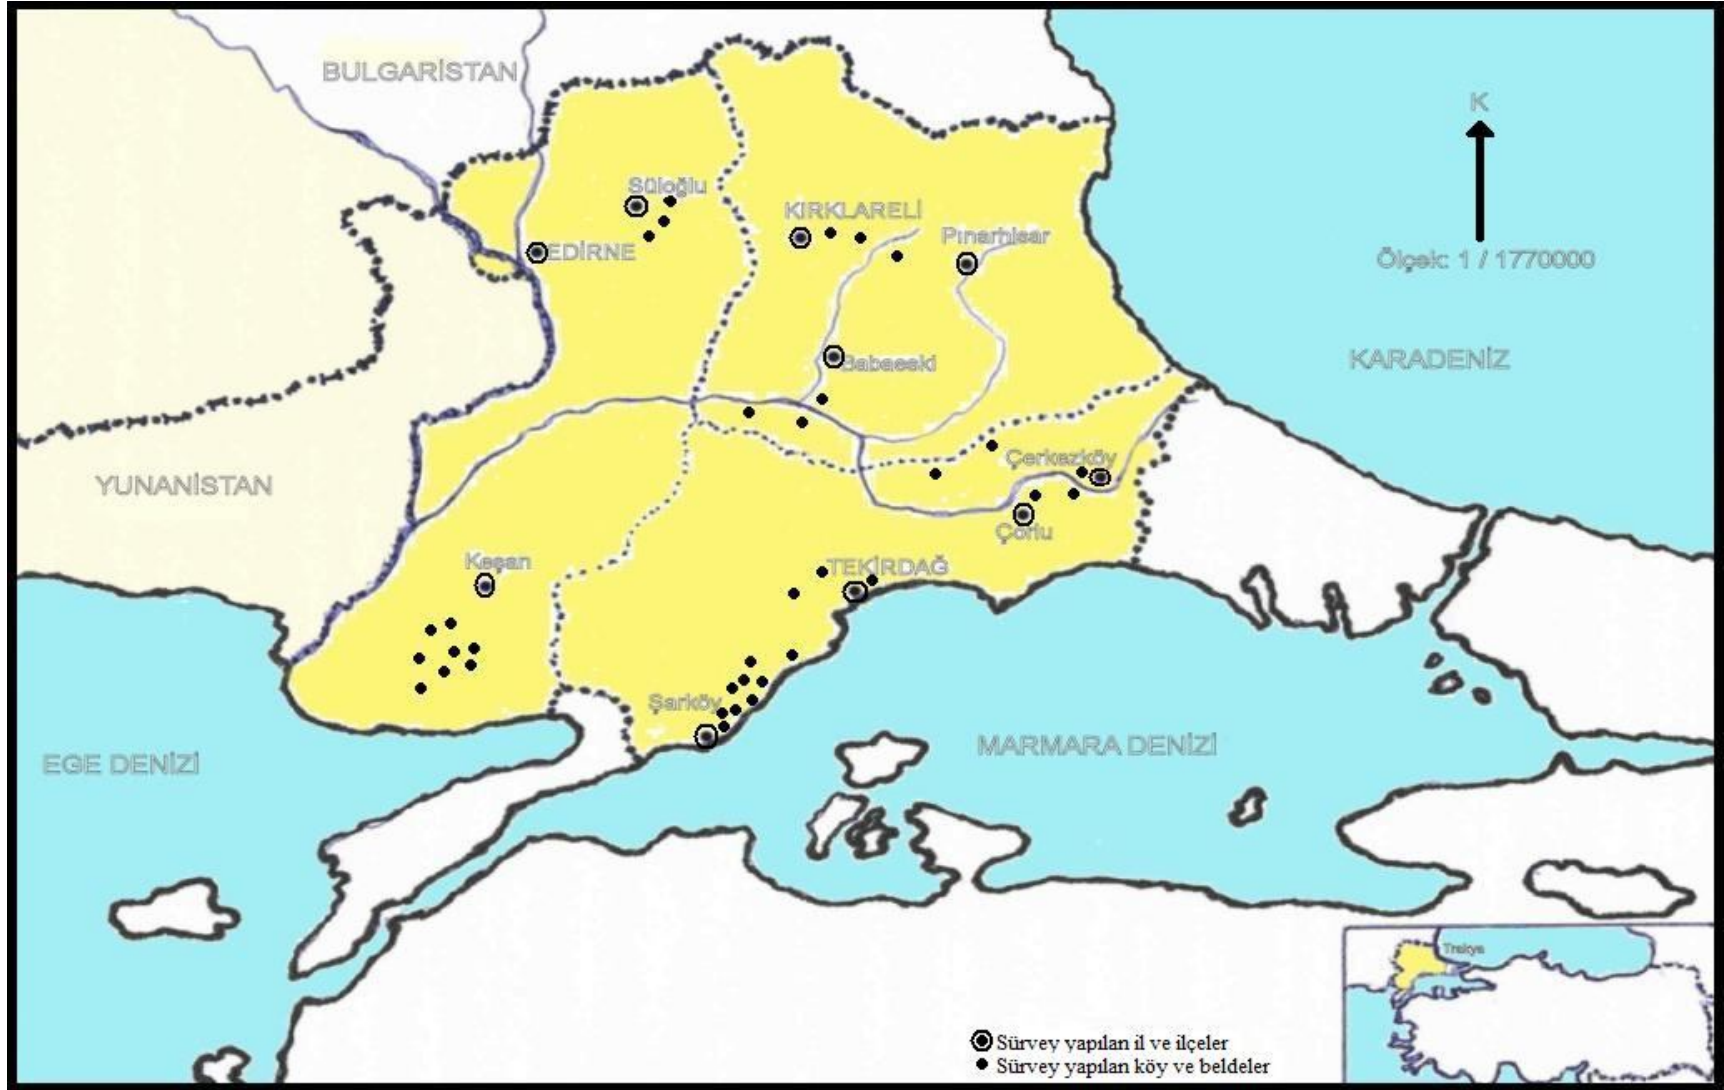 BULGARİSTAN
K
Süloğlu
KIRKLARELİ
Pınarhisar
EDİRNE
Ölçek: 1 / 1770000
KARADENİZ
Babaeski
YUNANİSTAN
Çerkezköy
Çorlu
Keşan
TEKİRDAĞ
Şarköy
EGE DENİZİ
MARMARA DENİZİ
Trakya
Sürvey yapılan il ve ilçeler
Sürvey yapılan köy ve beldeler